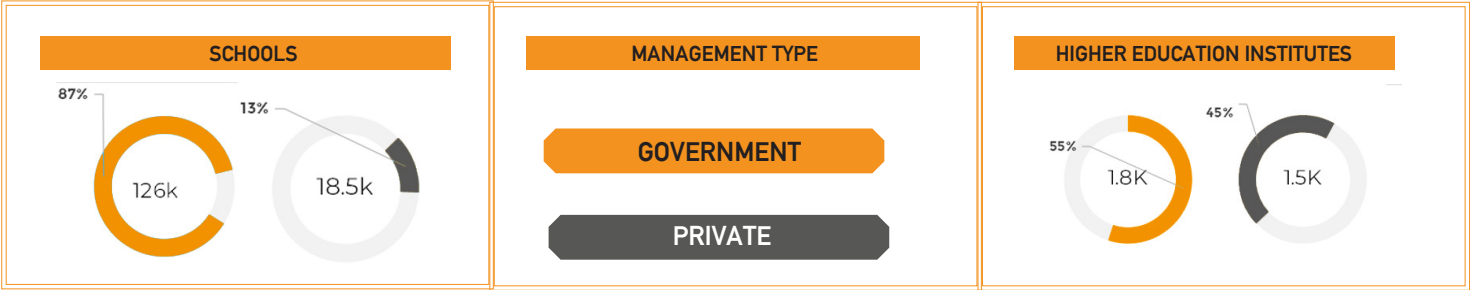 SCHOOLS
87%
13%
126k
18.5k
MANAGEMENT TYPE
GOVERNMENT
PRIVATE
HIGHER EDUCATION INSTITUTES
55%
45%
1.8K
1.5K